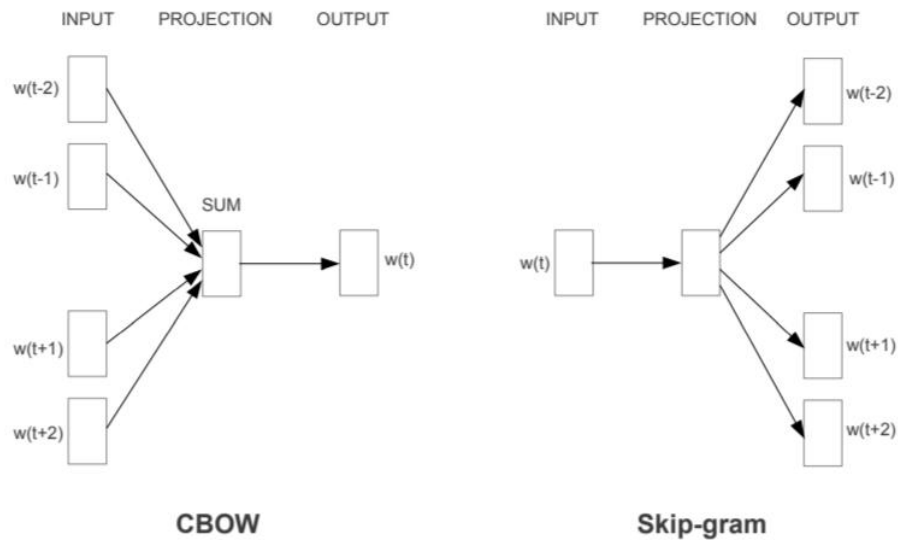 INPUT PROJECTION OUTPUT
w(t-2)
w(t-1)
SUM
w(t)
w(t+1)
w(t+2)
CBOW
INPUT PROJECTION OUTPUT
w(t-2)
w(t-1)
w(t)
w(t+1)
w(t+2)
Skip-gram